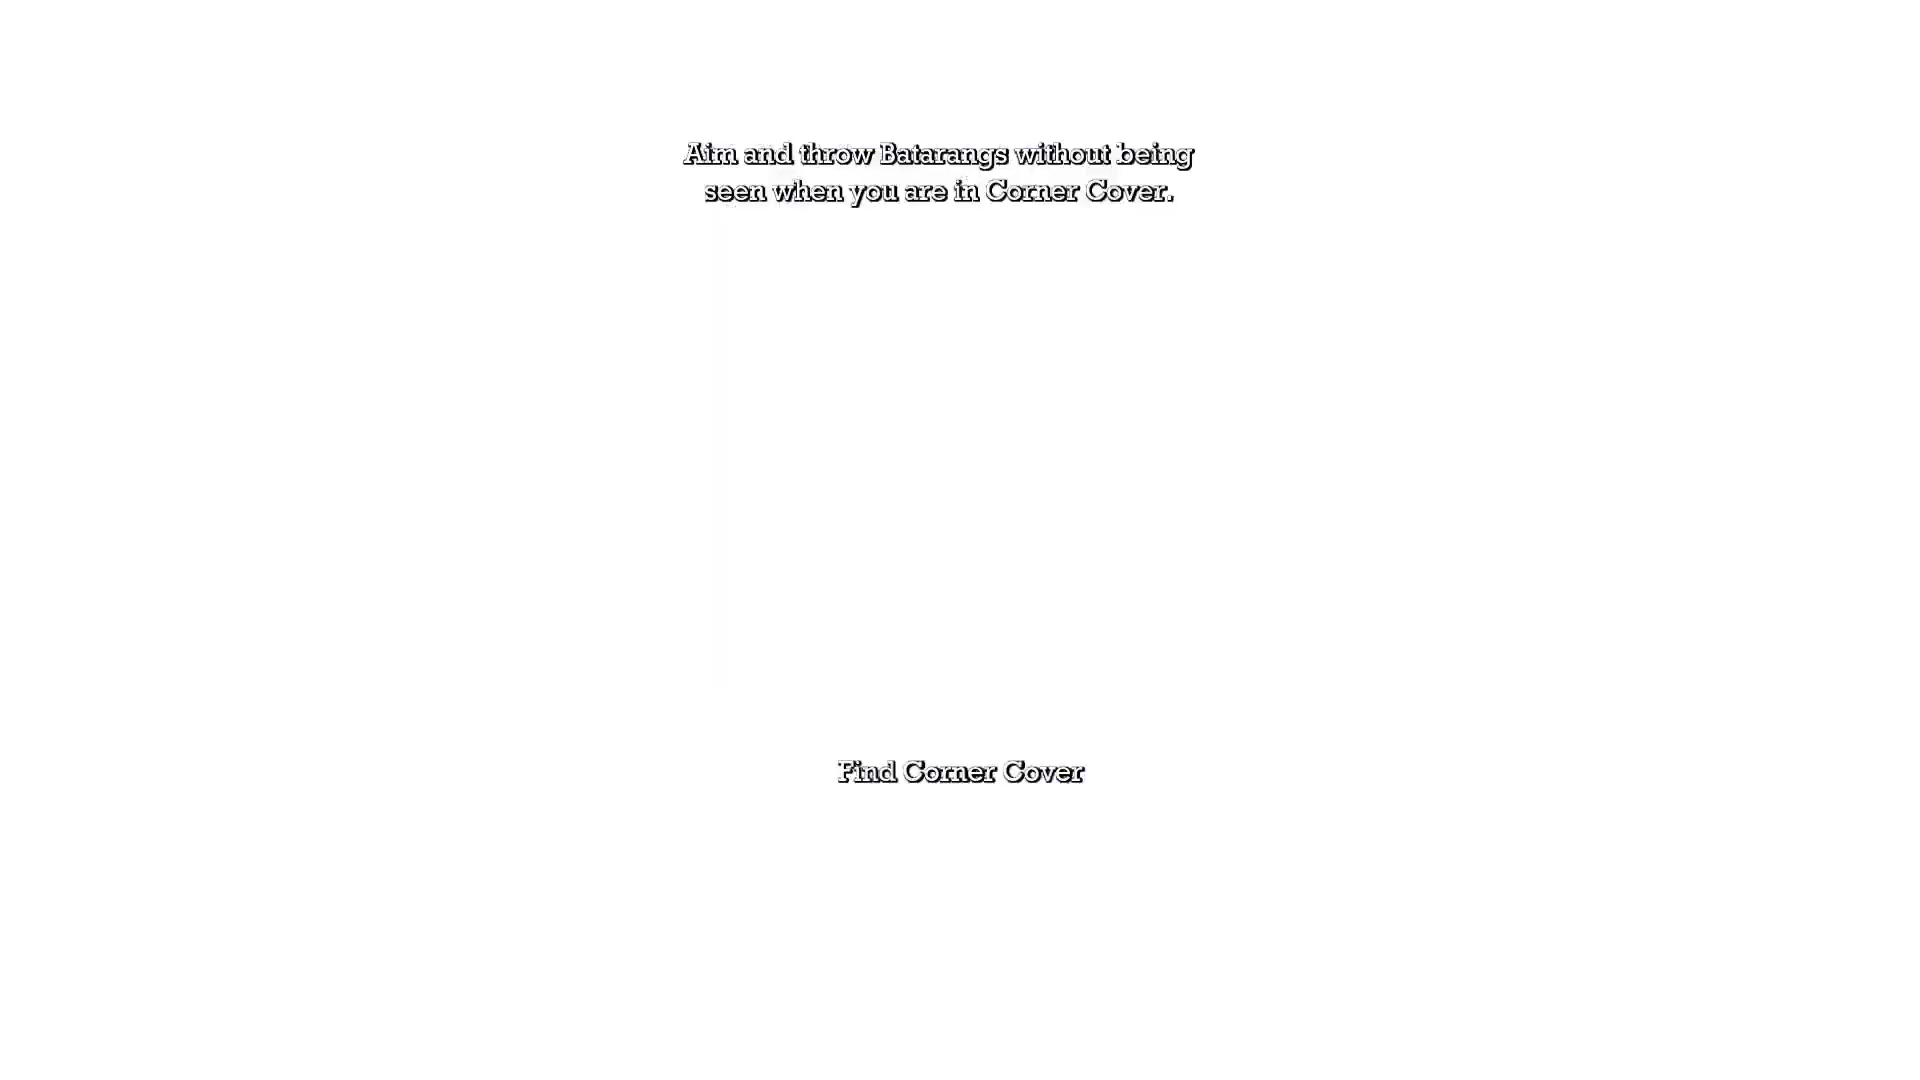 Aim and throw Batarangs without being
seen when you are in Corner Cover.
Find Corner Cover